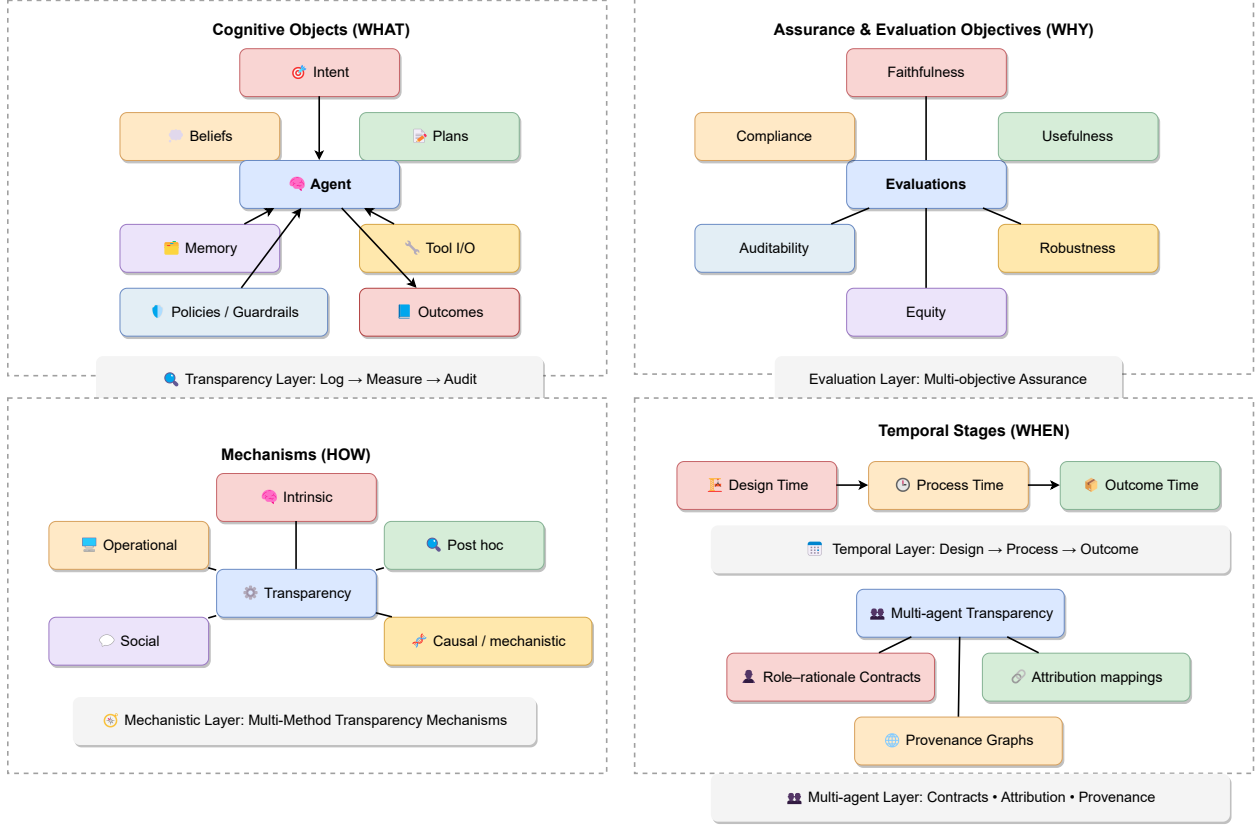 Cognitive Objects (WHAT)
🎯 Intent
💭 Beliefs
📝 Plans
🧠 Agent
🗂️ Memory
🔧 Tool I/O
🛡️ Policies / Guardrails
📘 Outcomes
🔍 Transparency Layer: Log → Measure → Audit
Assurance & Evaluation Objectives (WHY)
Faithfulness
Compliance
Usefulness
Evaluations
Auditability
Robustness
Equity
Evaluation Layer: Multi-objective Assurance
Mechanisms (HOW)
🧠 Intrinsic
🖥️ Operational
🔍 Post hoc
⚙️ Transparency
💬 Social
🧬 Causal / mechanistic
🧭 Mechanistic Layer: Multi-Method Transparency Mechanisms
Temporal Stages (WHEN)
🏗️ Design Time
🕒 Process Time
📦 Outcome Time
📅 Temporal Layer: Design → Process → Outcome
👥 Multi-agent Transparency
👤 Role–rationale Contracts
🔗 Attribution mappings
🌐 Provenance Graphs
👥 Multi-agent Layer: Contracts • Attribution • Provenance